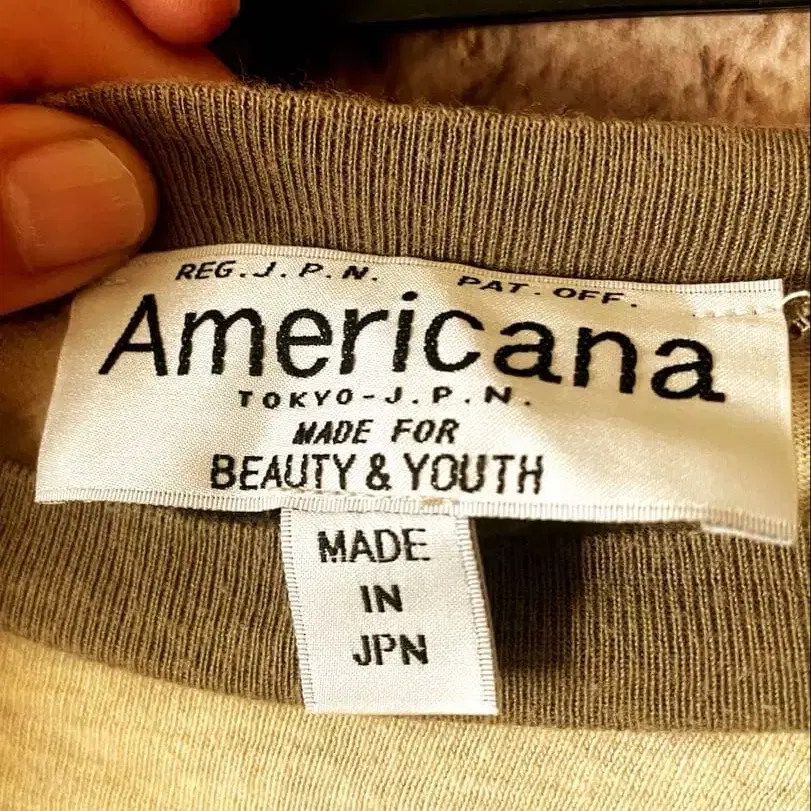 REG.J.P.N. PAT.OFF.
Americana
TOKYO-J.P.N.
MADE FOR
BEAUTY & YOUTH
MADE
IN
JPN